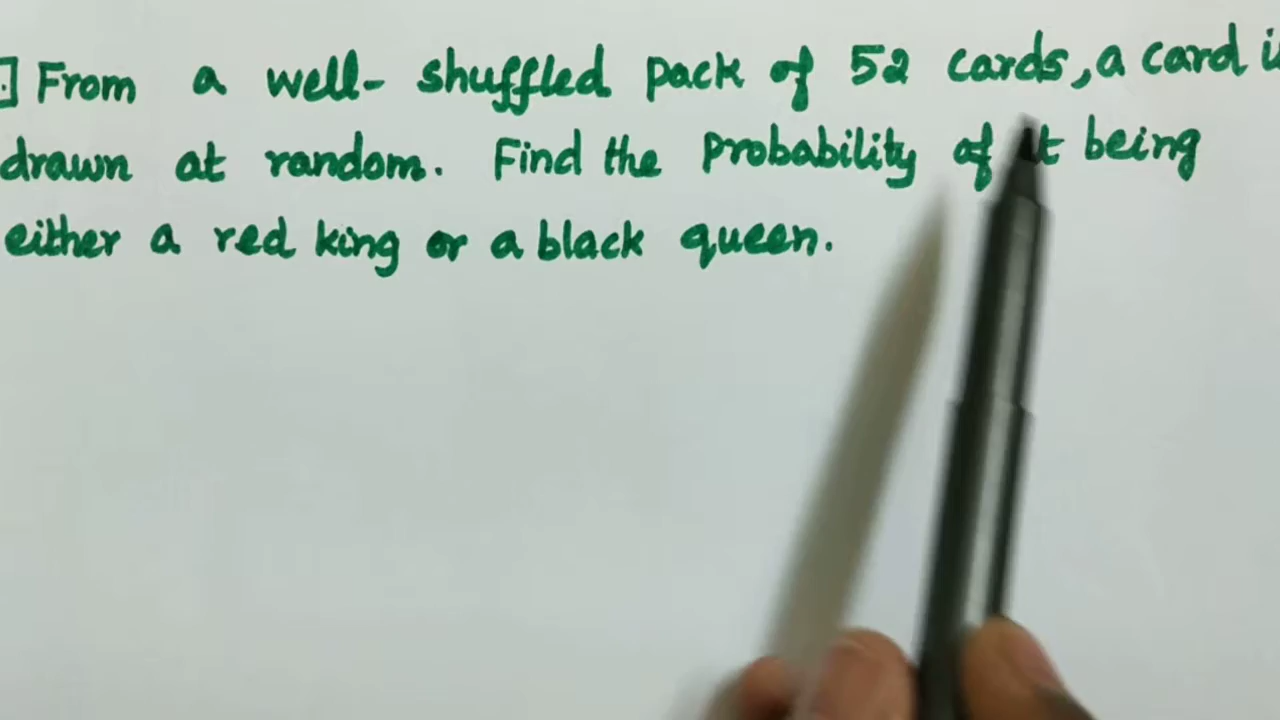 .] From a well- shuffled pack of 52 cards, a card i
drawn at random. Find the probability of it being
either a red king or a black queen.